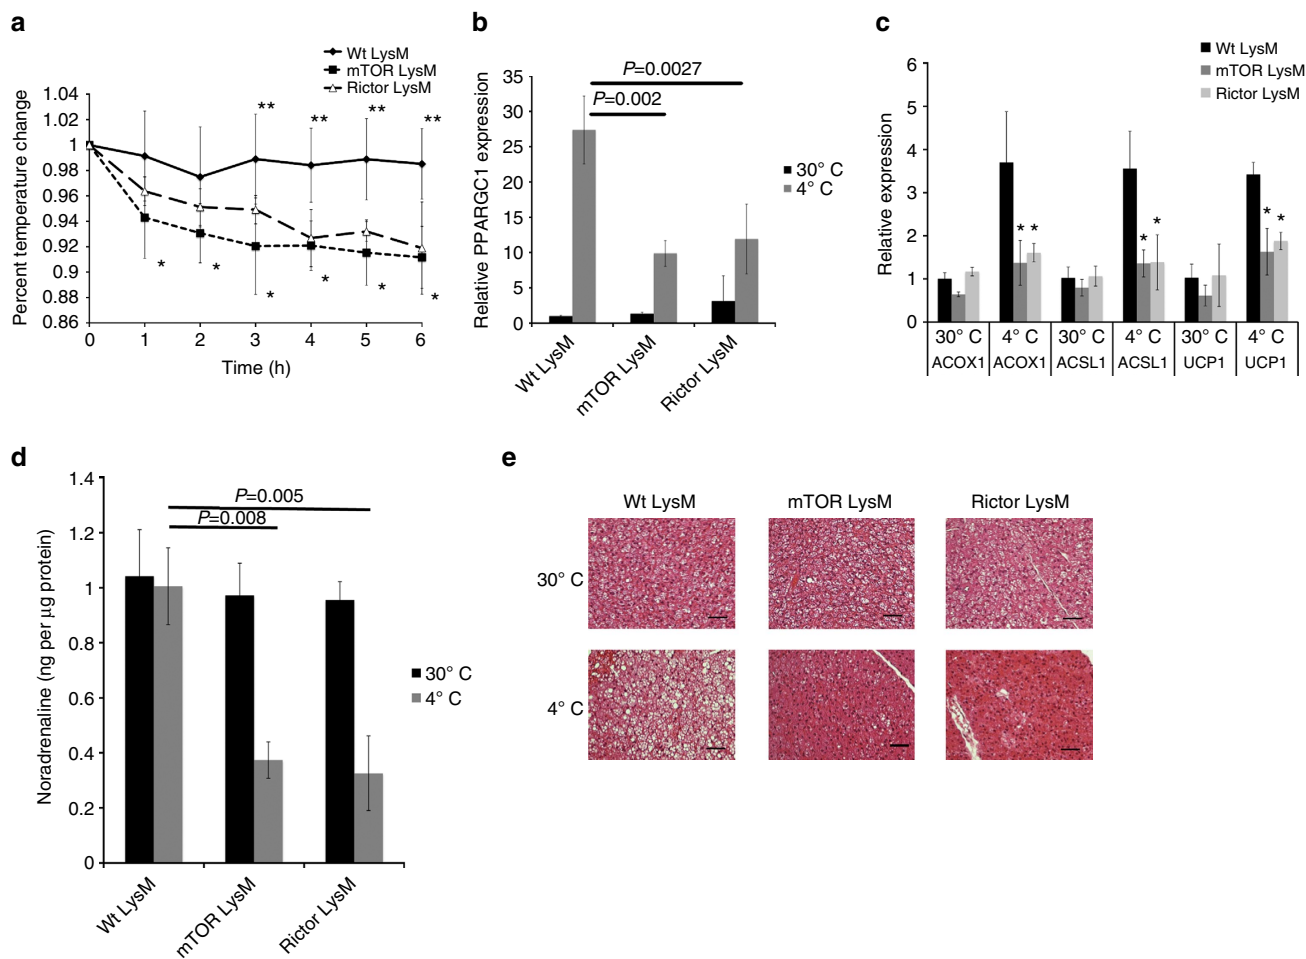 a
Wt LysM
mTOR LysM
Rictor LysM
Percent temperature change
1.04
1.02
1
0.98
0.96
0.94
0.92
0.9
0.88
0.86
** ** ** **
* * * * * *
0 1 2 3 4 5 6
Time (h)
b
P=0.0027
P=0.002
Relative PPARGC1 expression
35
30
25
20
15
10
5
0
30° C
4° C
Wt LysM
mTOR LysM
Rictor LysM
c
Wt LysM
mTOR LysM
Rictor LysM
Relative expression
6
5
4
3
2
1
0
* * * * * *
30° C 4° C 30° C 4° C 30° C 4° C
ACOX1 ACOX1 ACSL1 ACSL1 UCP1 UCP1
d
P=0.005
P=0.008
Noradrenaline (ng per μg protein)
1.4
1.2
1
0.8
0.6
0.4
0.2
0
30° C
4° C
Wt LysM
mTOR LysM
Rictor LysM
e
Wt LysM mTOR LysM Rictor LysM
30° C
4° C